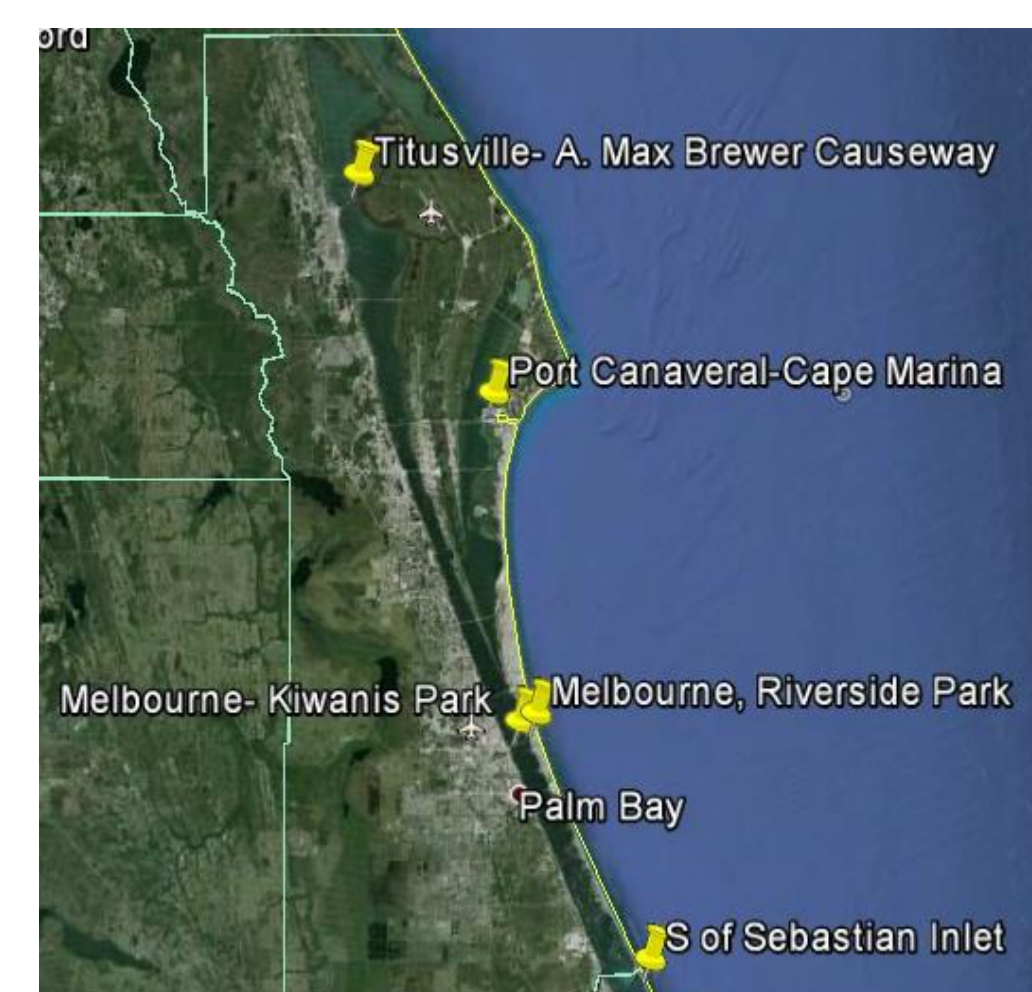 Titusville- A. Max Brewer Causeway
Port Canaveral-Cape Marina
Melbourne- Kiwanis Park
Melbourne, Riverside Park
Palm Bay
S of Sebastian Inlet